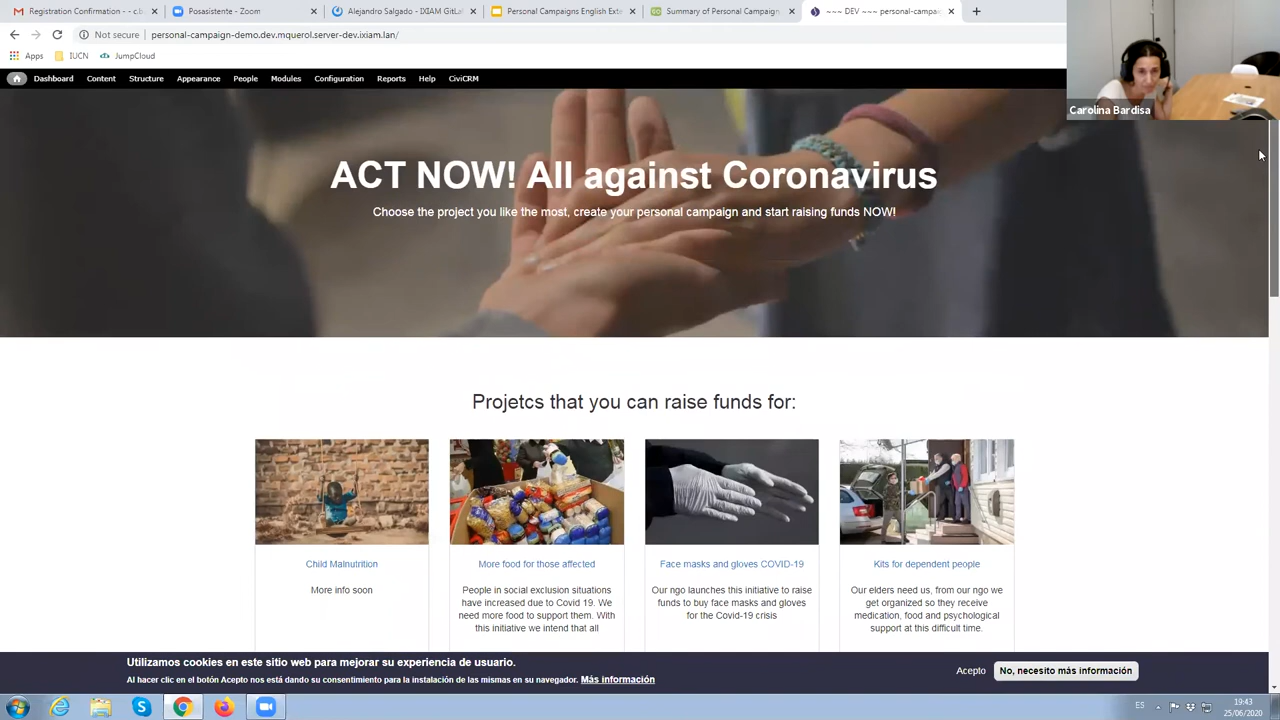 Registration Confirmation - - c.b
Posasistente - Zoom
Alejandro Salgado - IXIAM GitLa
Personal Campaigns English Exte
Summary of Personal Campaign
~~~ DEV ~~~ personal-campai
Not secure
personal-campaign-demo.dev.mquerol.server-dev.ixiam.lan/
Apps
IUCN
JumpCloud
Dashboard
Content
Structure
Appearance
People
Modules
Configuration
Reports
Help
CiviCRM
Carolina Bardisa
ACT NOW! All against Coronavirus
Choose the project you like the most, create your personal campaign and start raising funds NOW!
Projetcs that you can raise funds for:
Child Malnutrition
More info soon
More food for those affected
People in social exclusion situations
have increased due to Covid 19. We
need more food to support them. With
this initiative we intend that all
Face masks and gloves COVID-19
Our ngo launches this initiative to raise
funds to buy face masks and gloves
for the Covid-19 crisis
Kits for dependent people
Our elders need us, from our ngo we
get organized so they receive
medication, food and psychological
support at this difficult time.
Utilizamos cookies en este sitio web para mejorar su experiencia de usuario.
Al hacer clic en el botón Acepto nos está dando su consentimiento para la instalación de las mismas en su navegador. Más información
Acepto
No, necesito más información
ES
19:43
25/06/2020